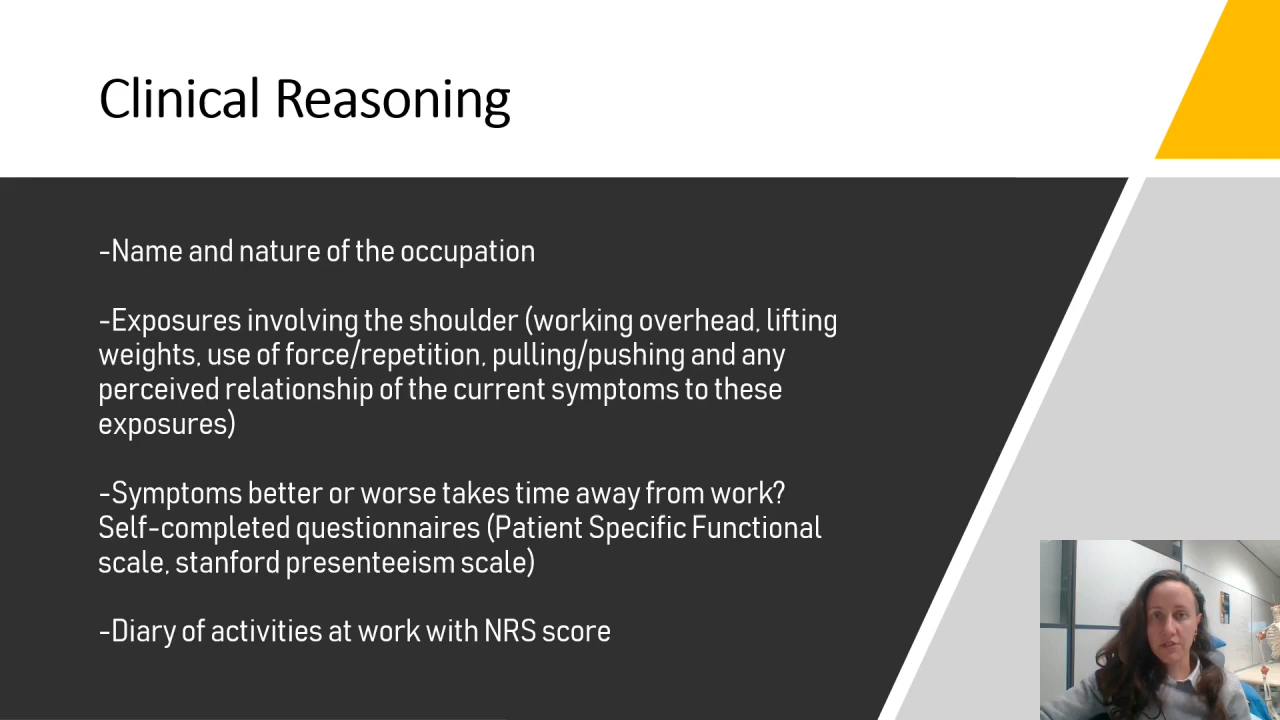 Clinical Reasoning
-Name and nature of the occupation
-Exposures involving the shoulder (working overhead, lifting
weights, use of force/repetition, pulling/pushing and any
perceived relationship of the current symptoms to these
exposures)
-Symptoms better or worse takes time away from work?
Self-completed questionnaires (Patient Specific Functional
scale, stanford presenteeism scale)
-Diary of activities at work with NRS score